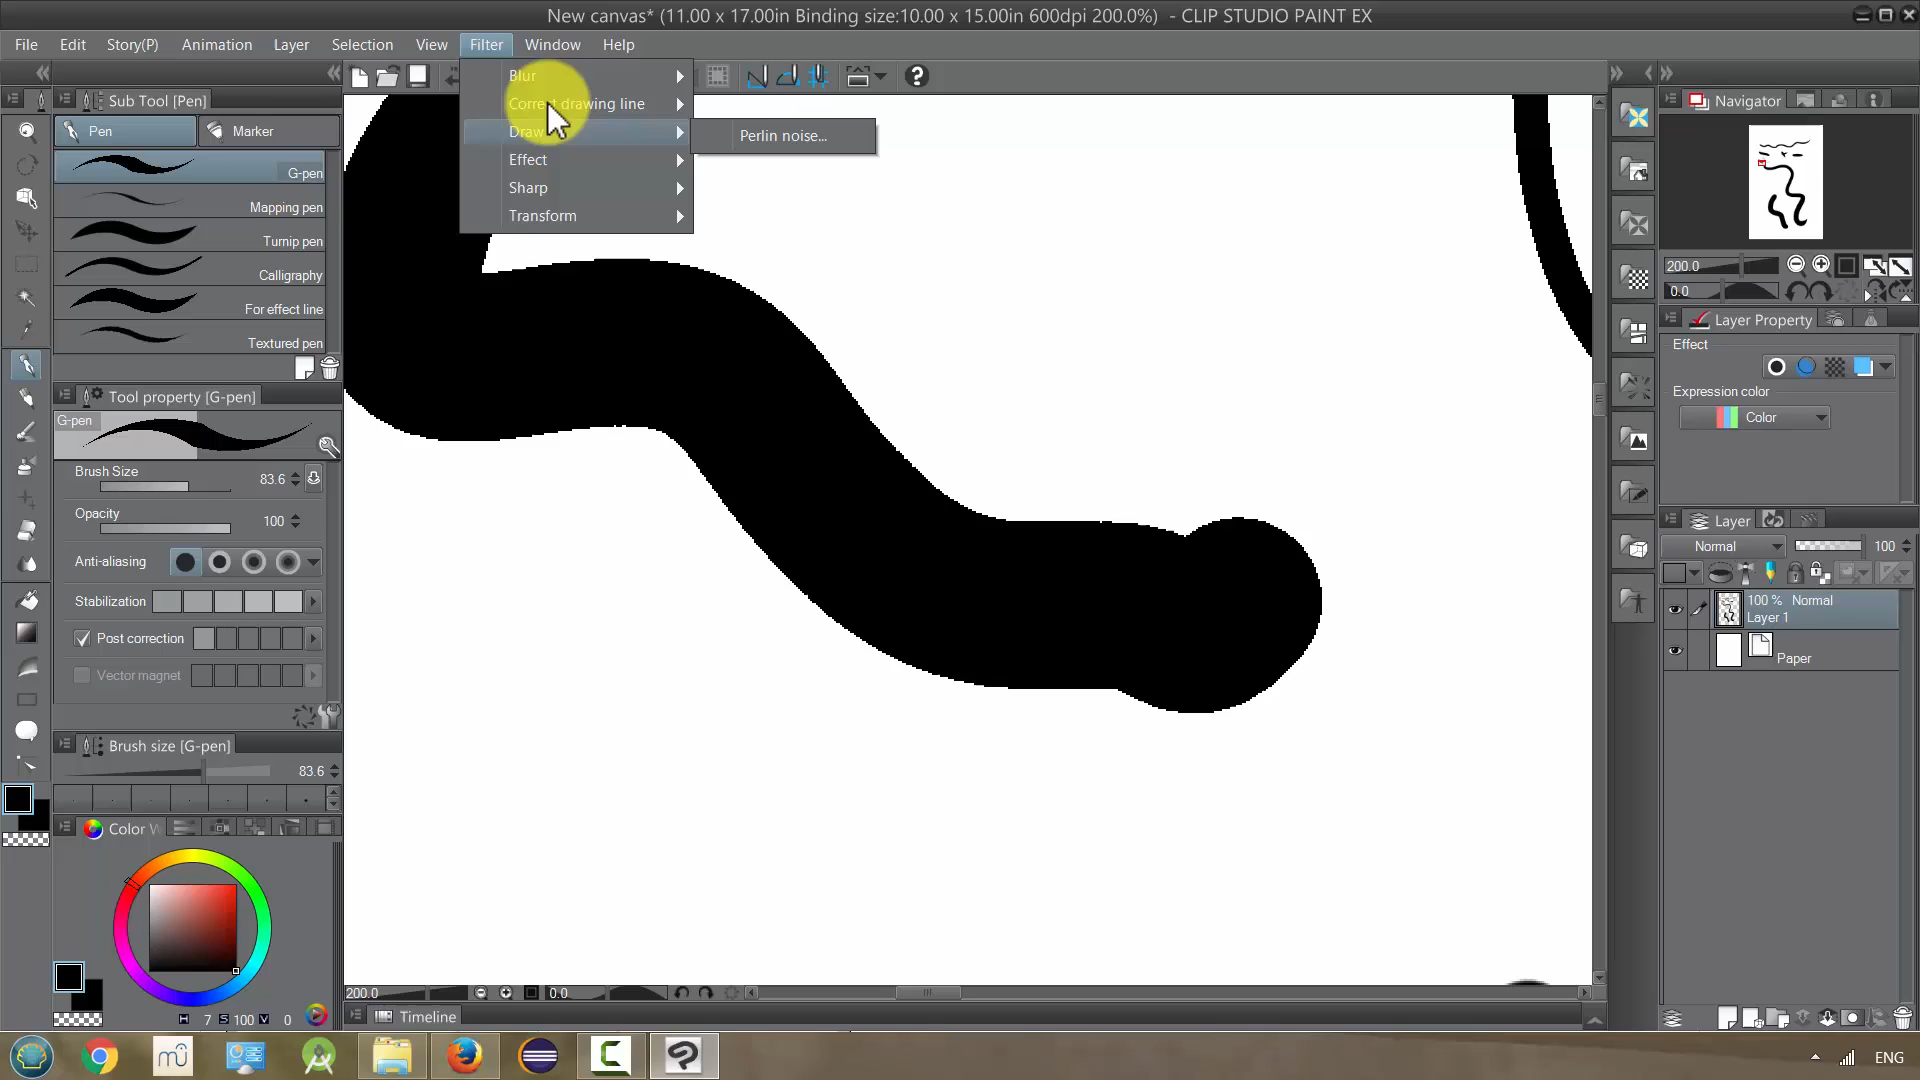 New canvas* (11.00 x 17.00in Binding size:10.00 x 15.00in 600dpi 200.0%) - CLIP STUDIO PAINT EX
File Edit Story(P) Animation Layer Selection View Filter Window Help
Sub Tool [Pen]
Pen Marker
G-pen
Mapping pen
Turnip pen
Calligraphy
For effect line
Textured pen
Tool property [G-pen]
G-pen
Brush Size 83.6
Opacity 100
Anti-aliasing
Stabilization
Post correction
Vector magnet
Brush size [G-pen]
83.6
Color W
H 7 S 100 V 0
Blur
Correct drawing line
Draw
Effect
Sharp
Transform
Perlin noise...
200.0 0.0
Timeline
Navigator
200.0
0.0
Layer Property
Effect
Expression color
Color
Layer
Normal 100
100 % Normal
Layer 1
Paper
ENG